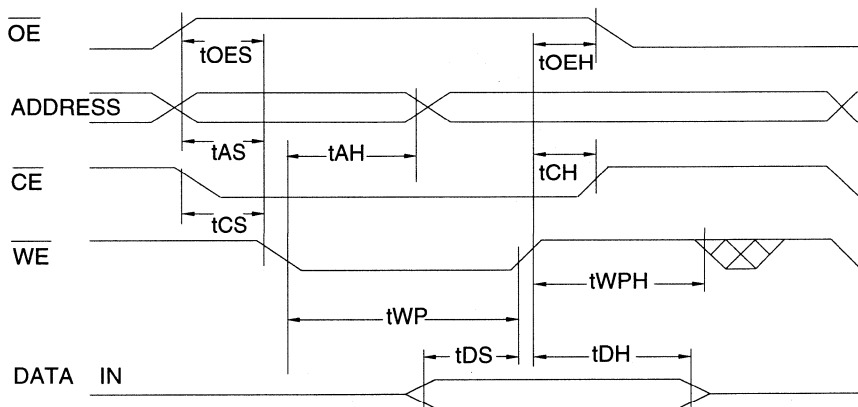 OE
tOES
tOEH
ADDRESS
tAS
tAH
tCH
CE
tCS
WE
tWPH
tWP
tDS
tDH
DATA IN